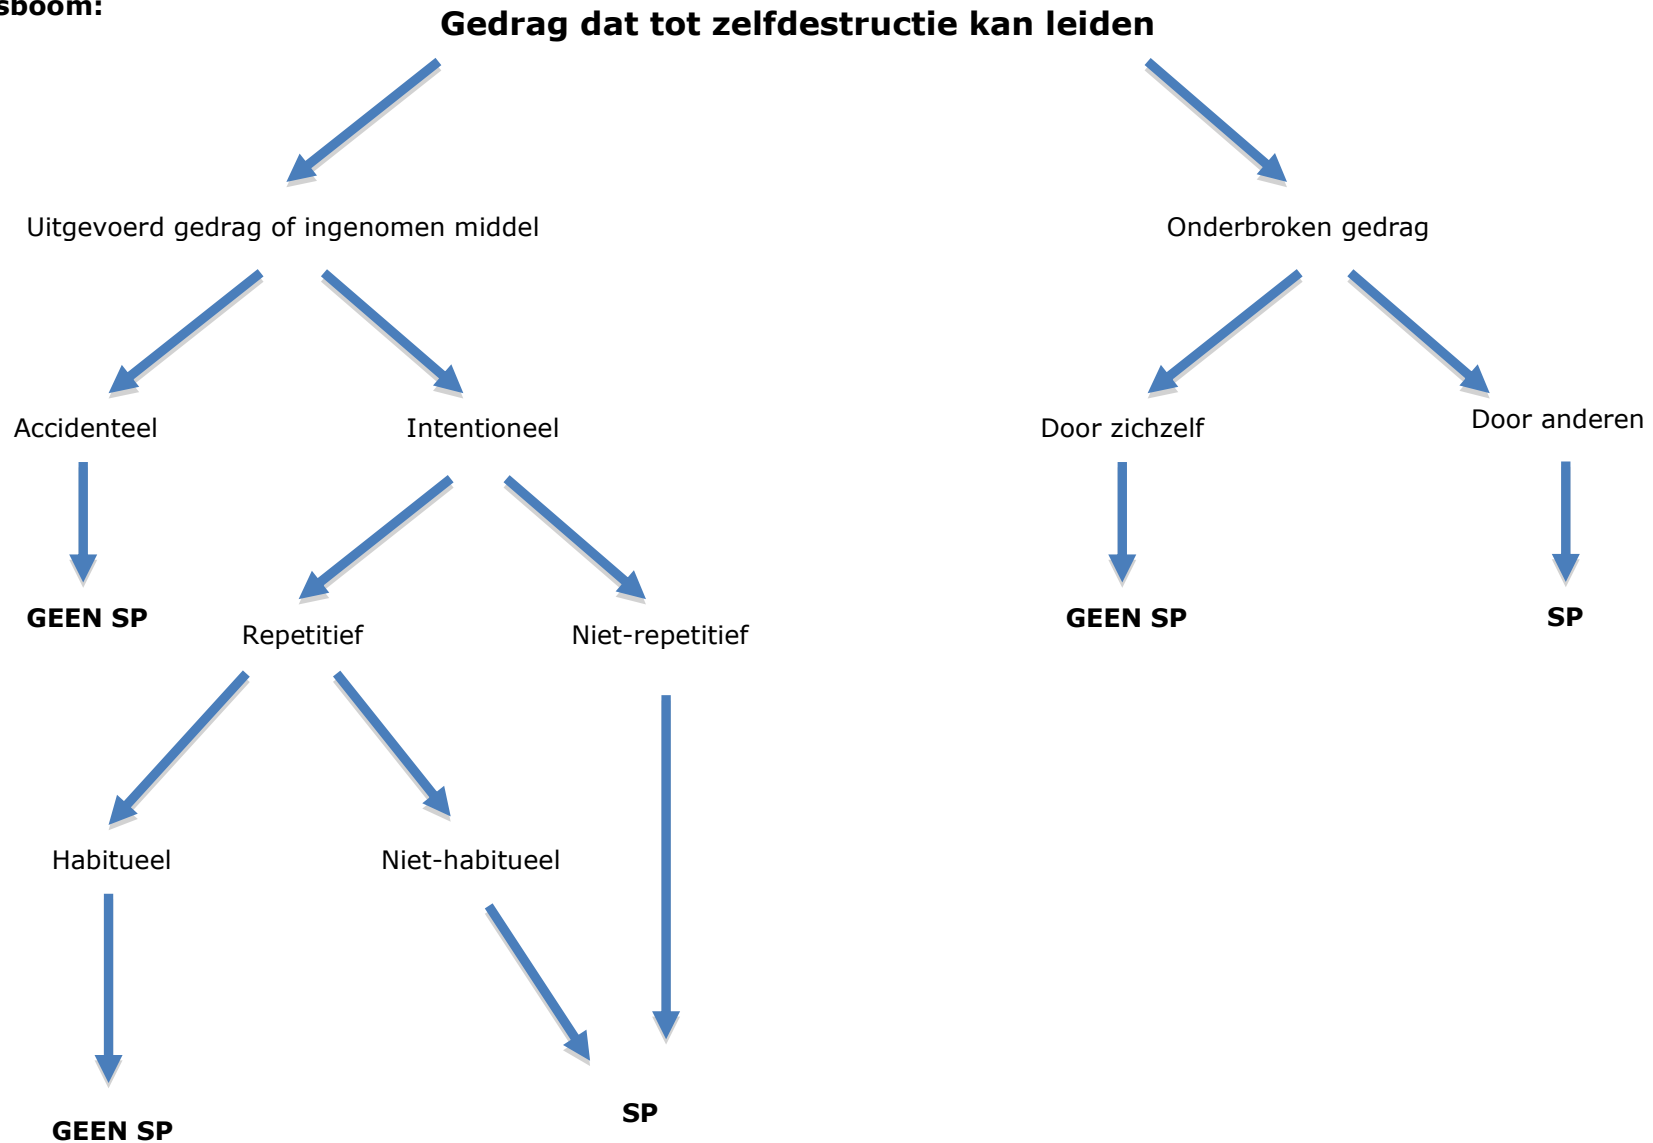 sboom:
Gedrag dat tot zelfdestructie kan leiden
Uitgevoerd gedrag of ingenomen middel
Onderbroken gedrag
Accidenteel
Intentioneel
Door zichzelf
Door anderen
GEEN SP
Repetitief
Niet-repetitief
GEEN SP
SP
Habitueel
Niet-habitueel
GEEN SP
SP